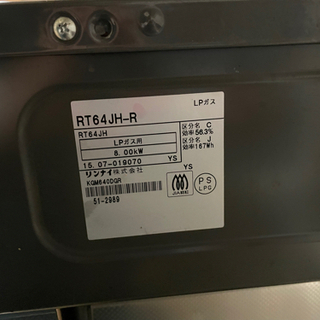 RT64JH-R
LPガス
RT64JH
LPガス用
8.00kW
15.07-019070
YS
リンナイ株式会社
KGM640DGR
51-2989
区分名 C
効率56.3%
区分名 J
効率167Wh
YS
PS
LPG